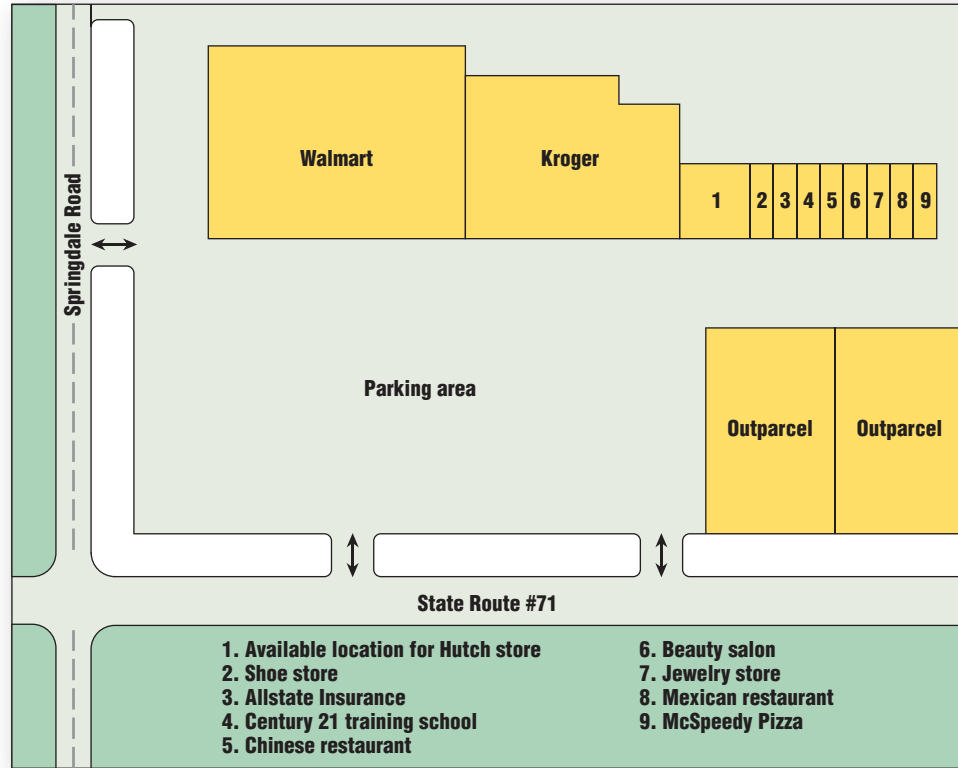 Springdale Road
Walmart
Kroger
1 2 3 4 5 6 7 8 9
Parking area
Outparcel
Outparcel
State Route #71
1. Available location for Hutch store
2. Shoe store
3. Allstate Insurance
4. Century 21 training school
5. Chinese restaurant
6. Beauty salon
7. Jewelry store
8. Mexican restaurant
9. McSpeedy Pizza